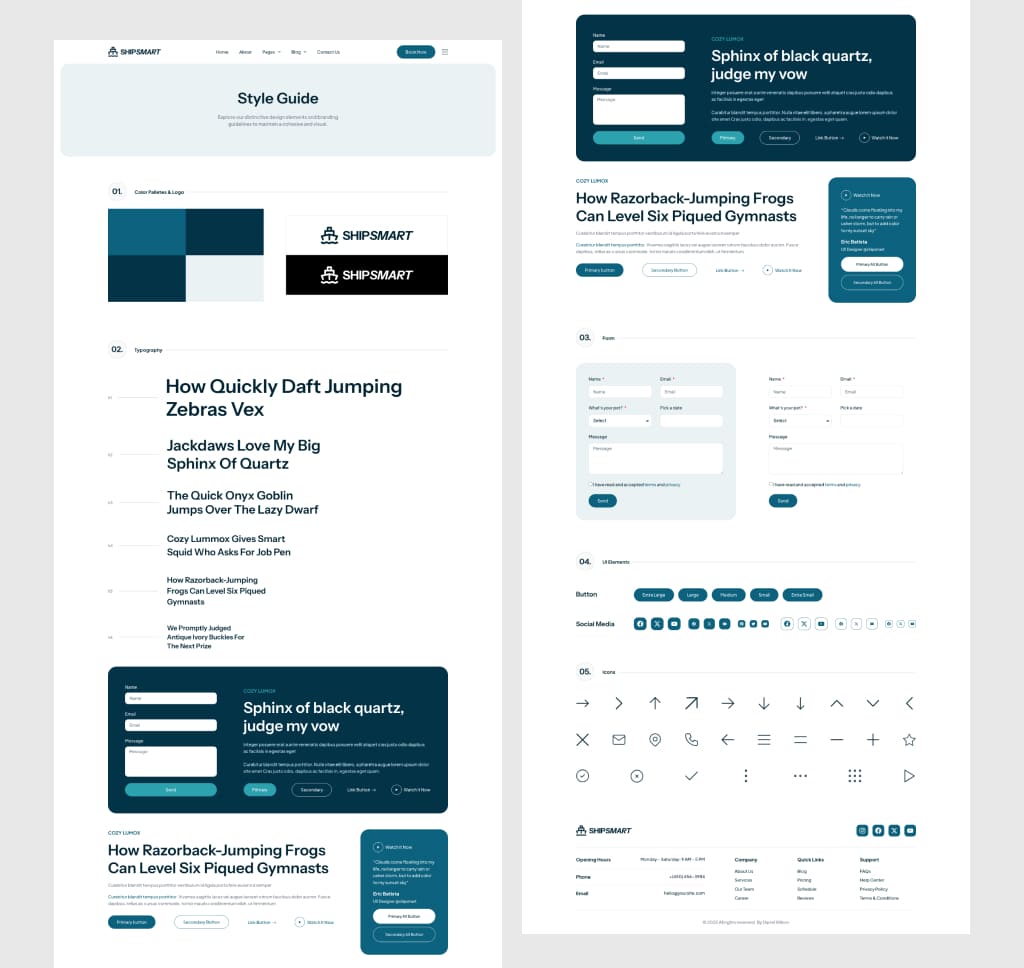 SHIPSMART
Home
About
Pages
Blog
Contact Us
Book Now
Style Guide
Explore our distinctive design elements and branding
guidelines to maintain a cohesive and visual.
01.
Color Palletes & Logo
SHIPSMART
SHIPSMART
02.
Typography
How Quickly Daft Jumping
Zebras Vex
Jackdaws Love My Big
Sphinx Of Quartz
The Quick Onyx Goblin
Jumps Over The Lazy Dwarf
Cozy Lummox Gives Smart
Squid Who Asks For Job Pen
How Razorback-Jumping
Frogs Can Level Six Piqued
Gymnasts
We Promptly Judged
Antique Ivory Buckles For
The Next Prize
Name
Name
Email
Email
Message
Message
Send
COZY LUMOX
Sphinx of black quartz,
judge my vow
Integer posuere erat a ante venenatis dapibus posuere velit aliquet cras justo odio, dapibus
ac facilisis in egestas eget
Curabitur blandit tempus porttitor. Nulla vitae elit libero, a pharetra augue lorem ipsum dolor
site amet Cras justo odio, dapibus ac facilisis in, egestas eget quam.
Primary
Secondary
Link Button →
Watch It Now
COZY LUMOX
How Razorback-Jumping Frogs
Can Level Six Piqued Gymnasts
Curabitur blandit tempus porttitor vestibulum id ligula porta felis euismod semper
Curabitur blandit tempus porttitor. Vivamus sagittis lacus vel augue laoreet rutrum faucibus dolor auctor. Fusce
dapibus, tellus ac cursus commodo, tortor mauris condimentum nibh, ut fermentum
Primary button
Secondary Button
Link Button →
Watch It Now
Watch It Now
"Clouds come floating into my
life, no longer to carry rain or
usher storm, but to add color
to my sunset sky"
Eric Batista
UI Designer @slapsmart
Primary Alt Button
Secondary Alt Button
Name
Name
Email
Email
Message
Message
Send
COZY LUMOX
Sphinx of black quartz,
judge my vow
Integer posuere erat a ante venenatis dapibus posuere velit aliquet cras justo odio, dapibus
ac facilisis in egestas eget
Curabitur blandit tempus porttitor. Nulla vitae elit libero, a pharetra augue lorem ipsum dolor
site amet Cras justo odio, dapibus ac facilisis in, egestas eget quam.
Primary
Secondary
Link Button →
Watch It Now
COZY LUMOX
How Razorback-Jumping Frogs
Can Level Six Piqued Gymnasts
Curabitur blandit tempus porttitor vestibulum id ligula porta felis euismod semper
Curabitur blandit tempus porttitor. Vivamus sagittis lacus vel augue laoreet rutrum faucibus dolor auctor. Fusce
dapibus, tellus ac cursus commodo, tortor mauris condimentum nibh, ut fermentum
Primary button
Secondary Button
Link Button →
Watch It Now
Watch It Now
"Clouds come floating into my
life, no longer to carry rain or
usher storm, but to add color
to my sunset sky"
Eric Batista
UI Designer @slapsmart
Primary Alt Button
Secondary Alt Button
03.
Name *
Email *
Name
Email
What's your pet? *
Pick a date
Select
Message
Message
I have read and accepted terms and privacy
Send
Name *
Email *
Name
Email
What's your pet? *
Pick a date
Select
Message
Message
I have read and accepted terms and privacy
Send
04.
UI Elements
Button
Extra Large
Large
Medium
Small
Extra Small
Social Media
05.
Icons
SHIPSMART
Opening Hours
Monday - Saturday: 9 AM - 5 PM
Phone
Email
hello@yoursite.com
Company
About Us
Services
Our Team
Career
Quick Links
Blog
Pricing
Schedule
Reviews
Support
FAQs
Help Center
Privacy Policy
Terms & Conditions